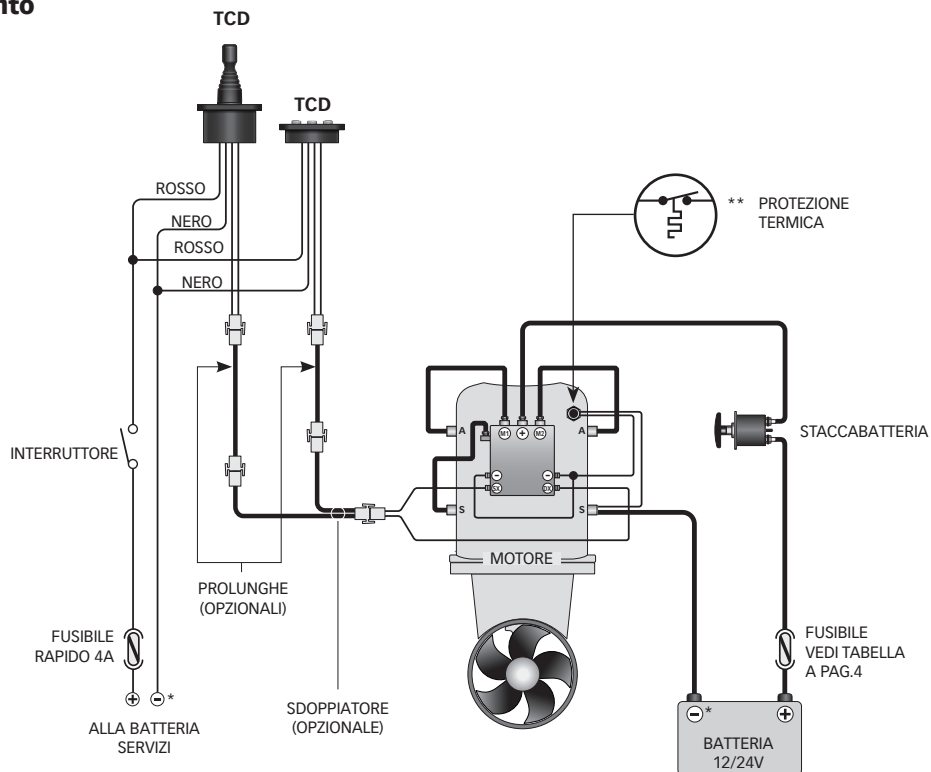 TCD
TCD
ROSSO
NERO
ROSSO
NERO
** PROTEZIONE
TERMICA
M1 + M2
A
A
STACCABATTERIA
INTERRUTTORE
- -
SX DX
S
S
MOTORE
PROLUNGHE
(OPZIONALI)
FUSIBILE
RAPIDO 4A
FUSIBILE
VEDI TABELLA
A PAG.4
+ - *
SDOPPIATORE
(OPZIONALE)
ALLA BATTERIA
SERVIZI
- * +
BATTERIA
12/24V